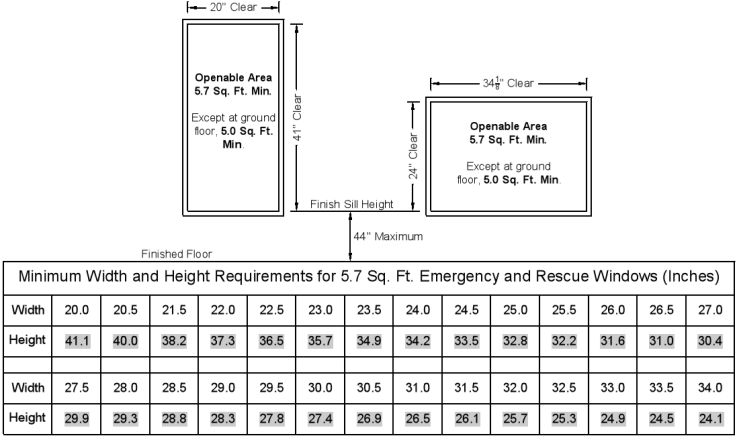 20" Clear
Openable Area
5.7 Sq. Ft. Min.
Except at ground
floor, 5.0 Sq. Ft.
Min.
41" Clear
34 1/8" Clear
24" Clear
Openable Area
5.7 Sq. Ft. Min.
Except at ground
floor, 5.0 Sq. Ft. Min.
Finish Sill Height
44" Maximum
Finished Floor
Minimum Width and Height Requirements for 5.7 Sq. Ft. Emergency and Rescue Windows (Inches)
Width 20.0 20.5 21.5 22.0 22.5 23.0 23.5 24.0 24.5 25.0 25.5 26.0 26.5 27.0
Height 41.1 40.0 38.2 37.3 36.5 35.7 34.9 34.2 33.5 32.8 32.2 31.6 31.0 30.4
Width 27.5 28.0 28.5 29.0 29.5 30.0 30.5 31.0 31.5 32.0 32.5 33.0 33.5 34.0
Height 29.9 29.3 28.8 28.3 27.8 27.4 26.9 26.5 26.1 25.7 25.3 24.9 24.5 24.1